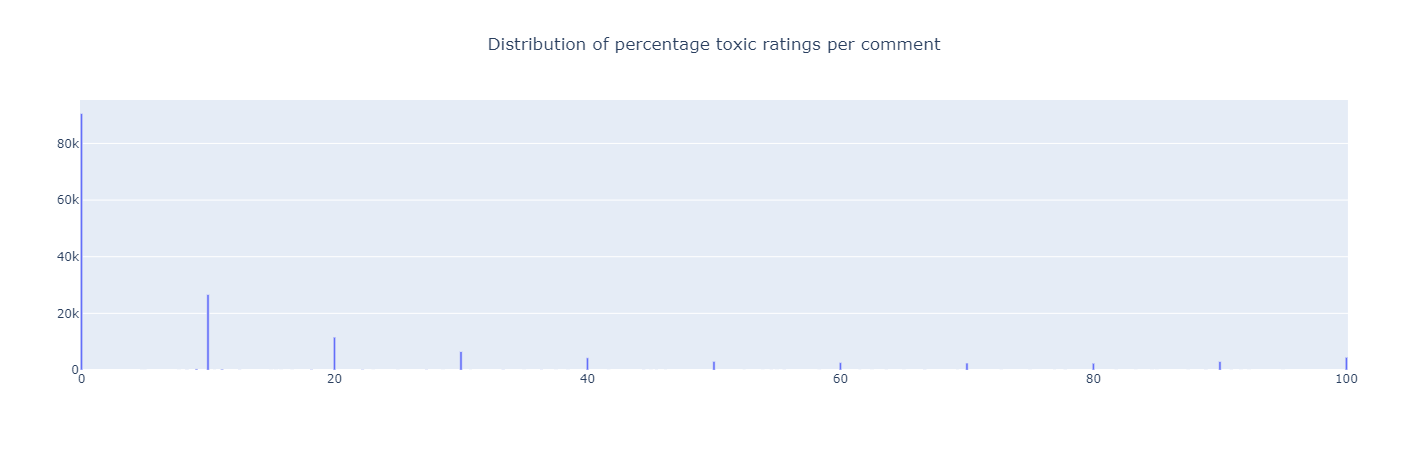 Distribution of percentage toxic ratings per comment
80k
60k
40k
20k
0
0 20 40 60 80 100